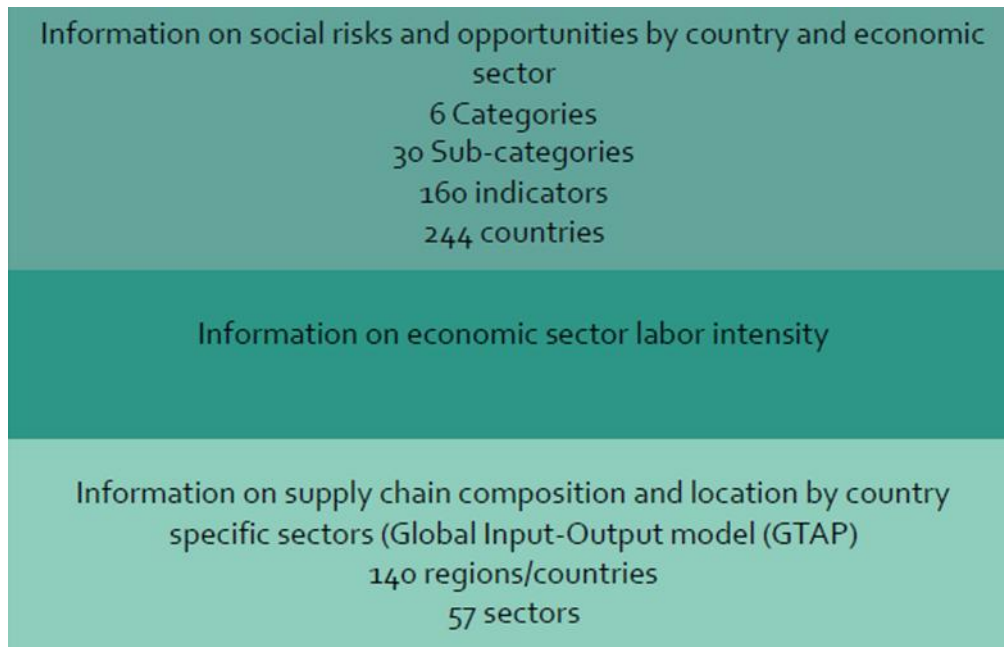 Information on social risks and opportunities by country and economic
sector
6 Categories
30 Sub-categories
160 indicators
244 countries
Information on economic sector labor intensity
Information on supply chain composition and location by country
specific sectors (Global Input-Output model (GTAP)
140 regions/countries
57 sectors